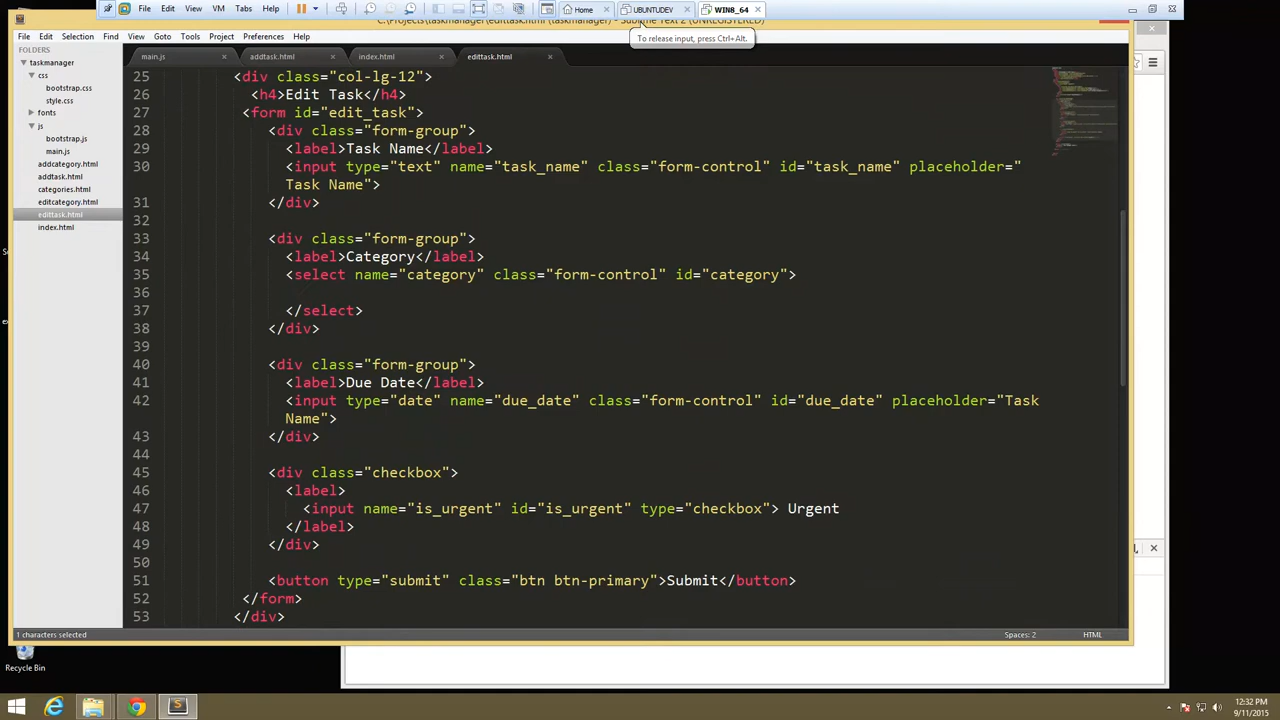 File Edit View VM Tabs Help
Home UBUNTUDEV WIN8_64
C:\Projects\taskmanager\edittask.html (taskmanager) - Sublime Text 2 (UNREGISTERED)
To release input, press Ctrl+Alt.
File Edit Selection Find View Goto Tools Project Preferences Help
FOLDERS
taskmanager
css
bootstrap.css
style.css
fonts
js
bootstrap.js
main.js
addcategory.html
addtask.html
categories.html
editcategory.html
edittask.html
index.html
main.js addtask.html index.html edittask.html
25 <div class="col-lg-12">
26 <h4>Edit Task</h4>
27 <form id="edit_task">
28 <div class="form-group">
29 <label>Task Name</label>
30 <input type="text" name="task_name" class="form-control" id="task_name" placeholder="
Task Name">
31 </div>
32
33 <div class="form-group">
34 <label>Category</label>
35 <select name="category" class="form-control" id="category">
36
37 </select>
38 </div>
39
40 <div class="form-group">
41 <label>Due Date</label>
42 <input type="date" name="due_date" class="form-control" id="due_date" placeholder="Task
Name">
43 </div>
44
45 <div class="checkbox">
46 <label>
47 <input name="is_urgent" id="is_urgent" type="checkbox"> Urgent
48 </label>
49 </div>
50
51 <button type="submit" class="btn btn-primary">Submit</button>
52 </form>
53 </div>
1 characters selected
Spaces: 2 HTML
Recycle Bin
12:32 PM
9/11/2015